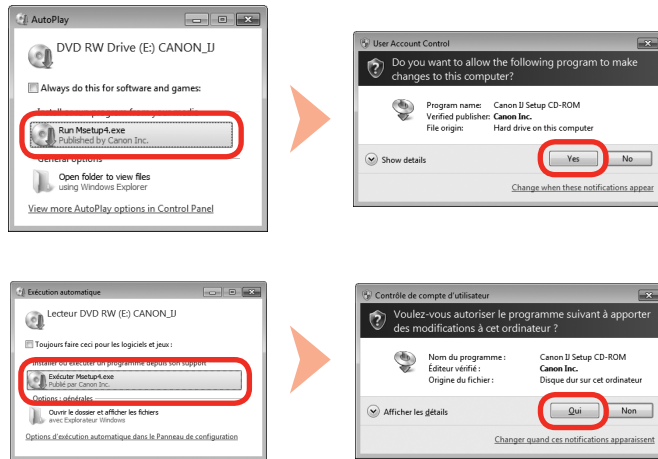 AutoPlay
DVD RW Drive (E:) CANON_IJ
Always do this for software and games:
Run Msetup4.exe
Published by Canon Inc.
General options
Open folder to view files
using Windows Explorer
View more AutoPlay options in Control Panel
User Account Control
Do you want to allow the following program to make
changes to this computer?
Program name: Canon IJ Setup CD-ROM
Verified publisher: Canon Inc.
File origin: Hard drive on this computer
Show details
Yes
No
Change when these notifications appear
Exécution automatique
Lecteur DVD RW (E:) CANON_IJ
Toujours faire ceci pour les logiciels et jeux :
Installer ou exécuter un programme depuis son support
Exécuter Msetup4.exe
Publié par Canon Inc.
Options : générales
Ouvrir le dossier et afficher les fichiers
avec Explorateur Windows
Options d'exécution automatique dans le Panneau de configuration
Contrôle de compte d'utilisateur
Voulez-vous autoriser le programme suivant à apporter
des modifications à cet ordinateur ?
Nom du programme : Canon IJ Setup CD-ROM
Éditeur vérifié : Canon Inc.
Origine du fichier : Disque dur sur cet ordinateur
Afficher les détails
Oui
Non
Changer quand ces notifications apparaissent